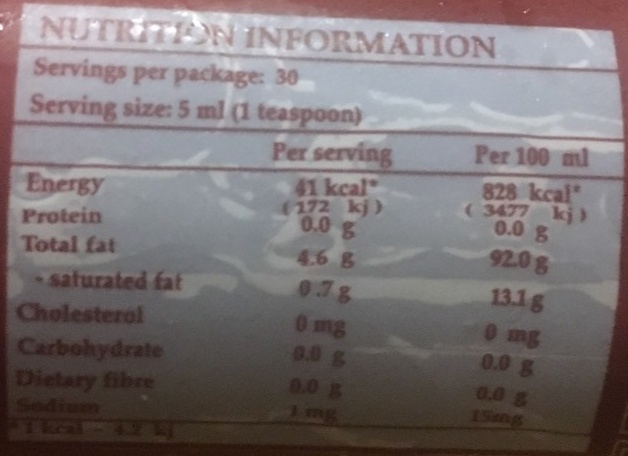 NUTRITION INFORMATION
Servings per package: 30
Serving size: 5 ml (1 teaspoon)
Per serving Per 100 ml
Energy 41 kcal* 828 kcal*
( 172 kj ) ( 3477 kj )
Protein 0.0 g 0.0 g
Total fat 4.6 g 92.0 g
- saturated fat 0.7 g 13.1 g
Cholesterol 0 mg 0 mg
Carbohydrate 0.0 g 0.0 g
Dietary fibre 0.0 g 0.0 g
Sodium 1 mg 15mg
* 1 kcal - 4.2 kj